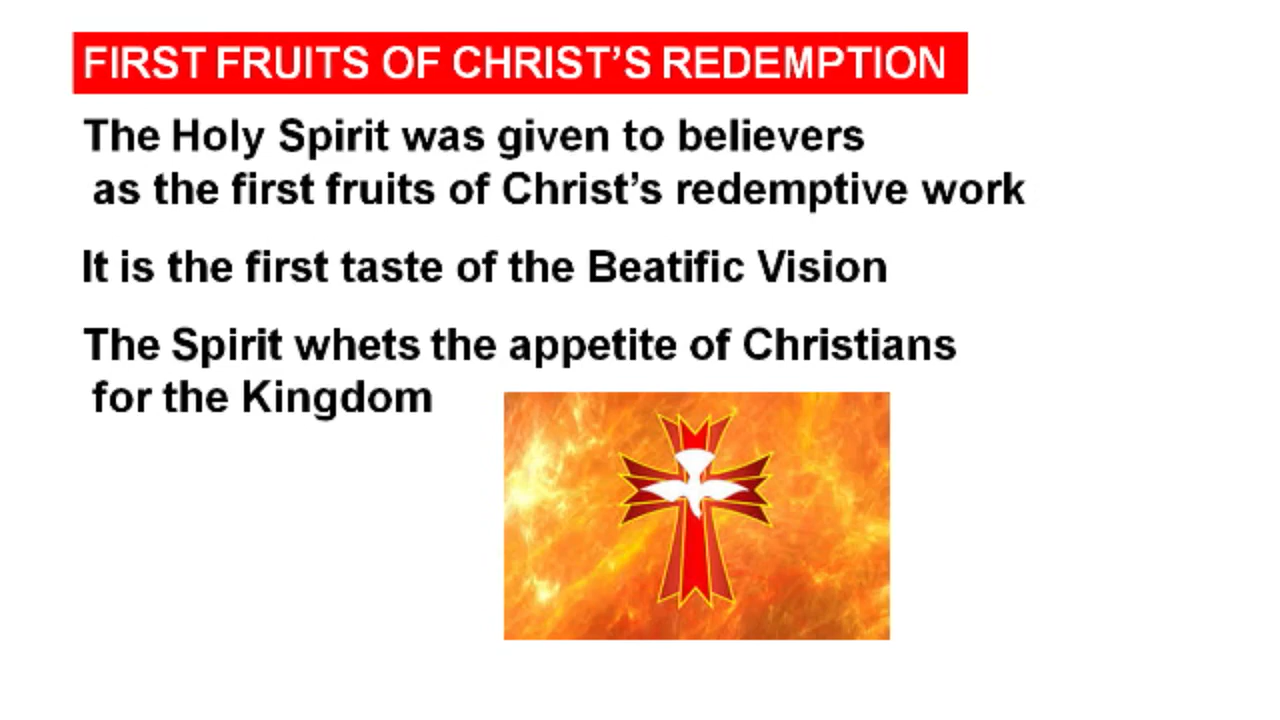 FIRST FRUITS OF CHRIST’S REDEMPTION
The Holy Spirit was given to believers
as the first fruits of Christ’s redemptive work
It is the first taste of the Beatific Vision
The Spirit whets the appetite of Christians
for the Kingdom